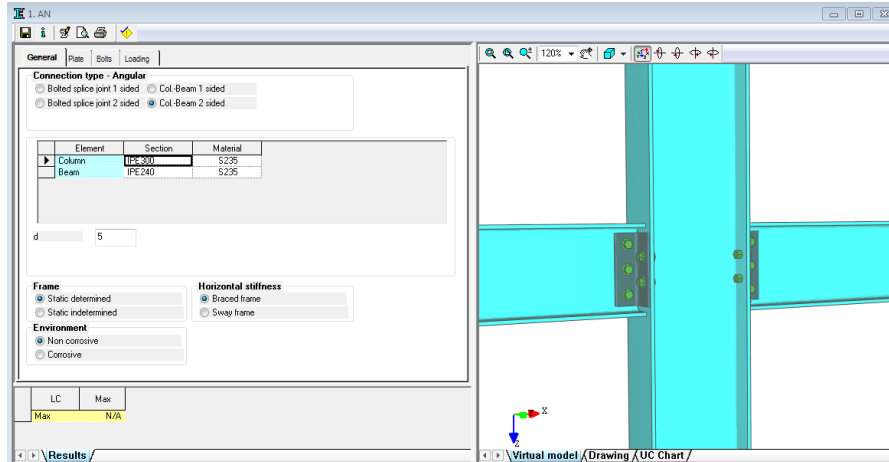 1. AN
General Plate Bolts Loading
120%
Connection type - Angular
Bolted splice joint 1 sided Col.-Beam 1 sided
Bolted splice joint 2 sided Col.-Beam 2 sided
Element Section Material
Column IPE300 S235
Beam IPE240 S235
d 5
Frame Horizontal stiffness
Static determined Braced frame
Static indetermined Sway frame
Environment
Non corrosive
Corrosive
LC Max
Max N/A
X
Z
Results
Virtual model Drawing UC Chart